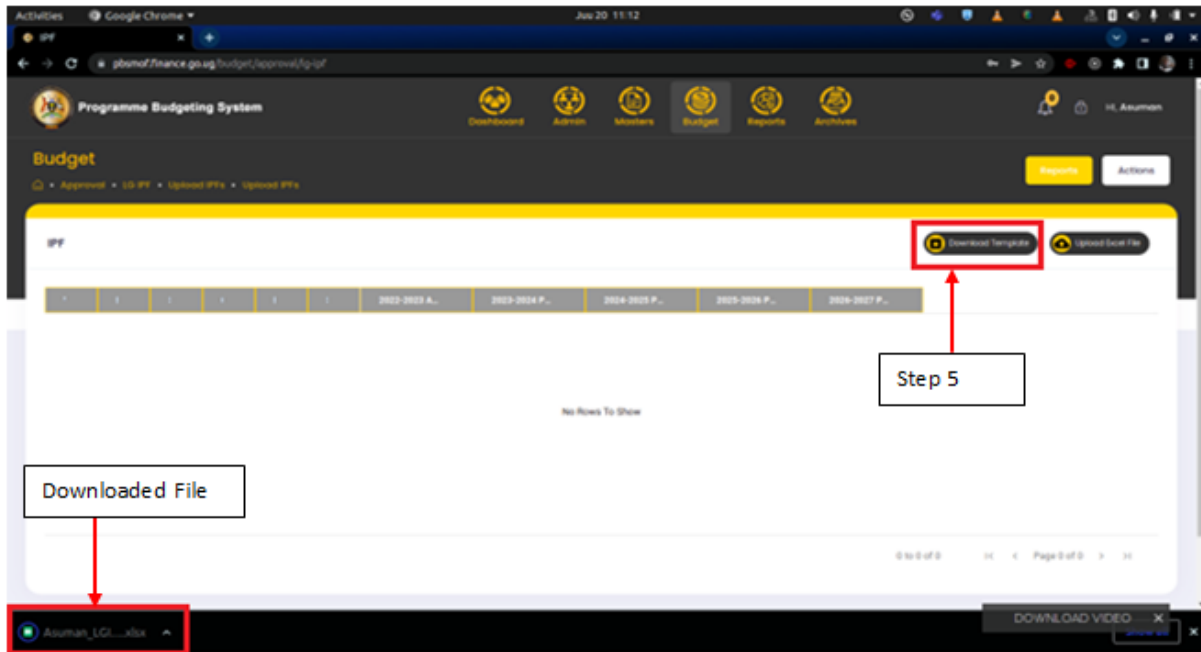 Activities Google Chrome Juu 20 11:12
IPF
pbsmof.finance.go.ug/budget/approval/lg-ipf
Programme Budgeting System
Dashboard Admin Masters Budget Reports Archives
0
Hi, Asuman
Budget
Approval • LG IPF • Upload IPFs • Upload IPFs
Reports Actions
IPF
Download Template Upload Excel File
2022-2023 A... 2023-2024 P... 2024-2025 P... 2025-2026 P... 2026-2027 P...
Step 5
No Rows To Show
Downloaded File
0 to 0 of 0 Page 0 of 0
DOWNLOAD VIDEO X
Asuman_LGI....xlsx